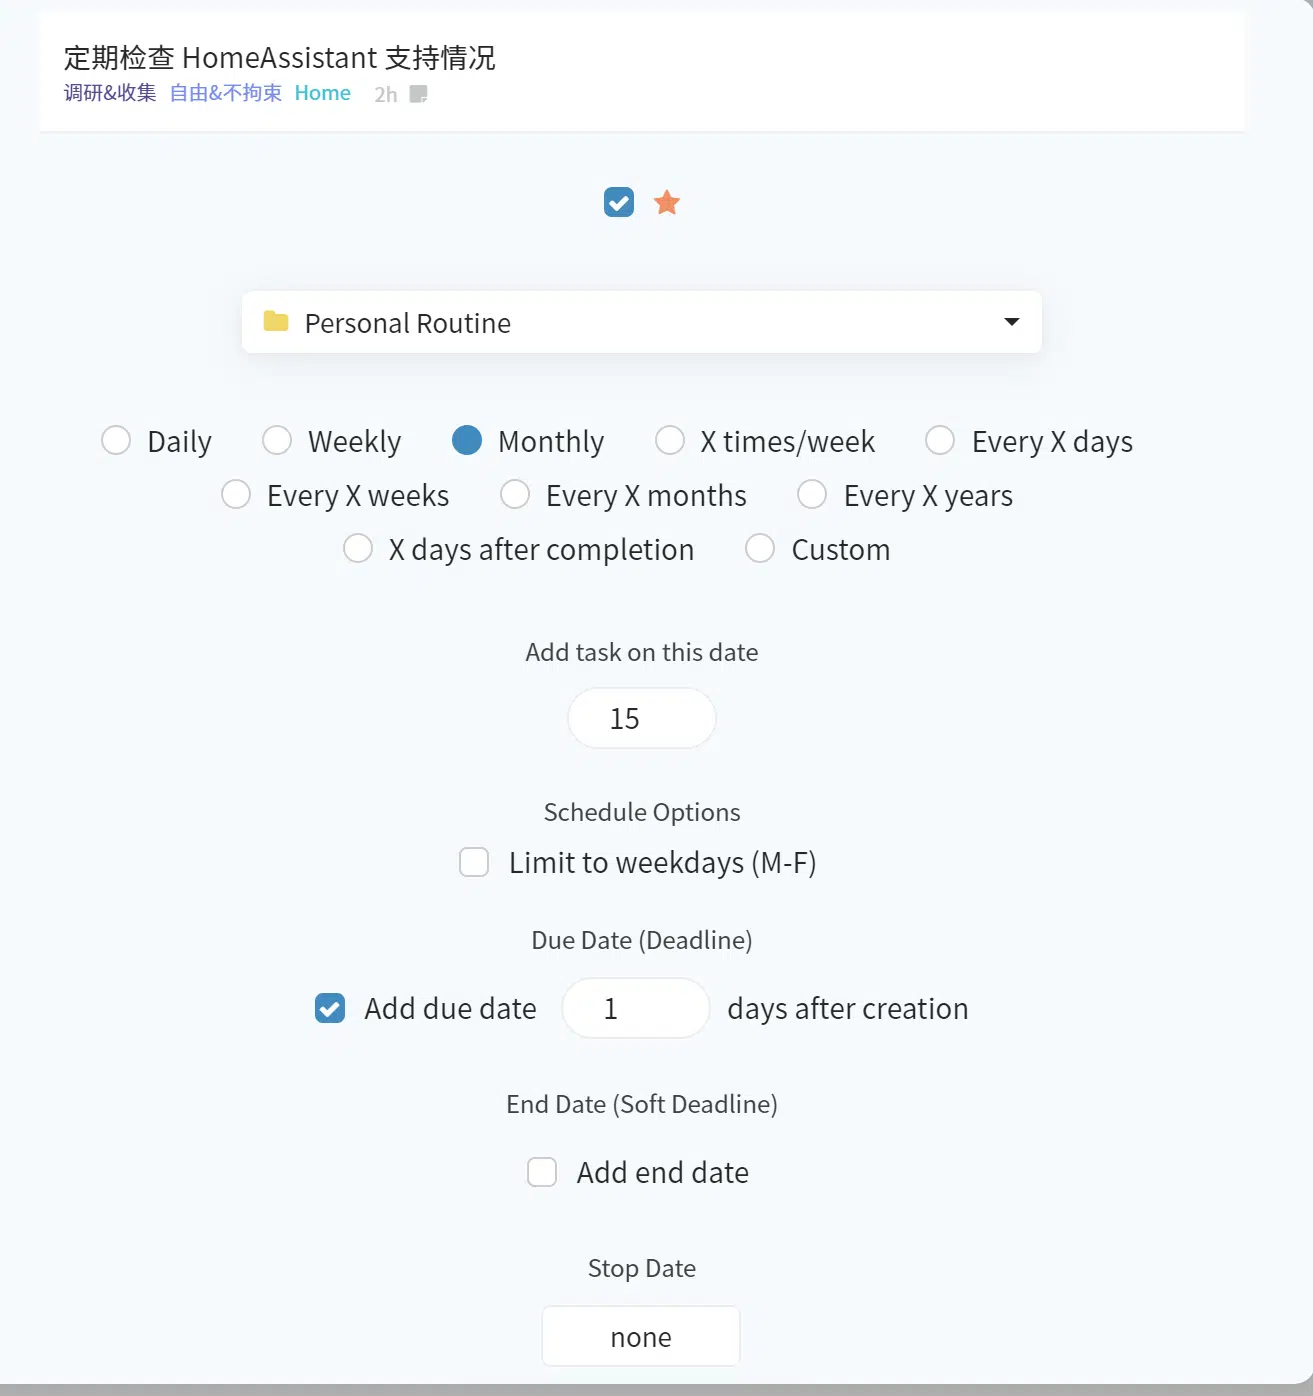 定期检查 HomeAssistant 支持情况
调研&收集 自由&不拘束 Home 2h
Personal Routine
Daily Weekly Monthly X times/week Every X days
Every X weeks Every X months Every X years
X days after completion Custom
Add task on this date
15
Schedule Options
Limit to weekdays (M-F)
Due Date (Deadline)
Add due date 1 days after creation
End Date (Soft Deadline)
Add end date
Stop Date
none